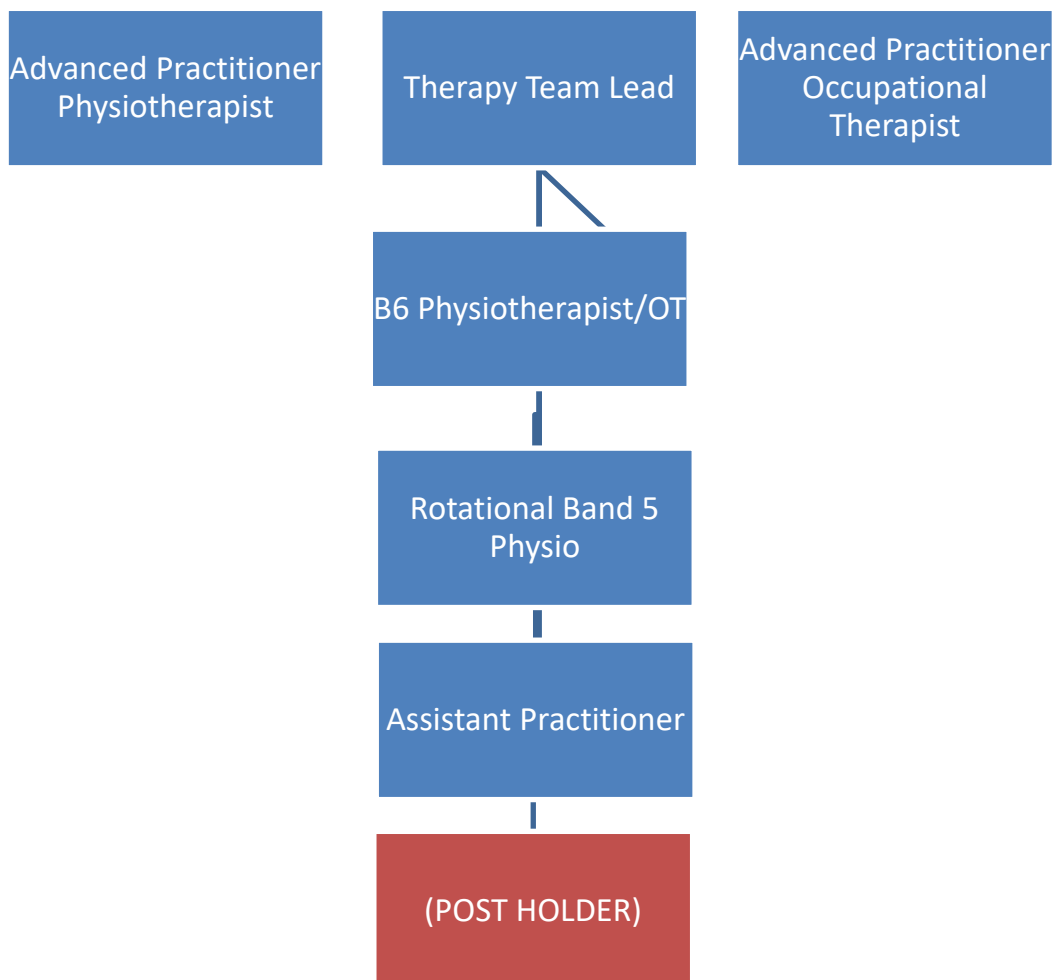 Advanced Practitioner
Physiotherapist
Therapy Team Lead
Advanced Practitioner
Occupational
Therapist
B6 Physiotherapist/OT
Rotational Band 5
Physio
Assistant Practitioner
(POST HOLDER)